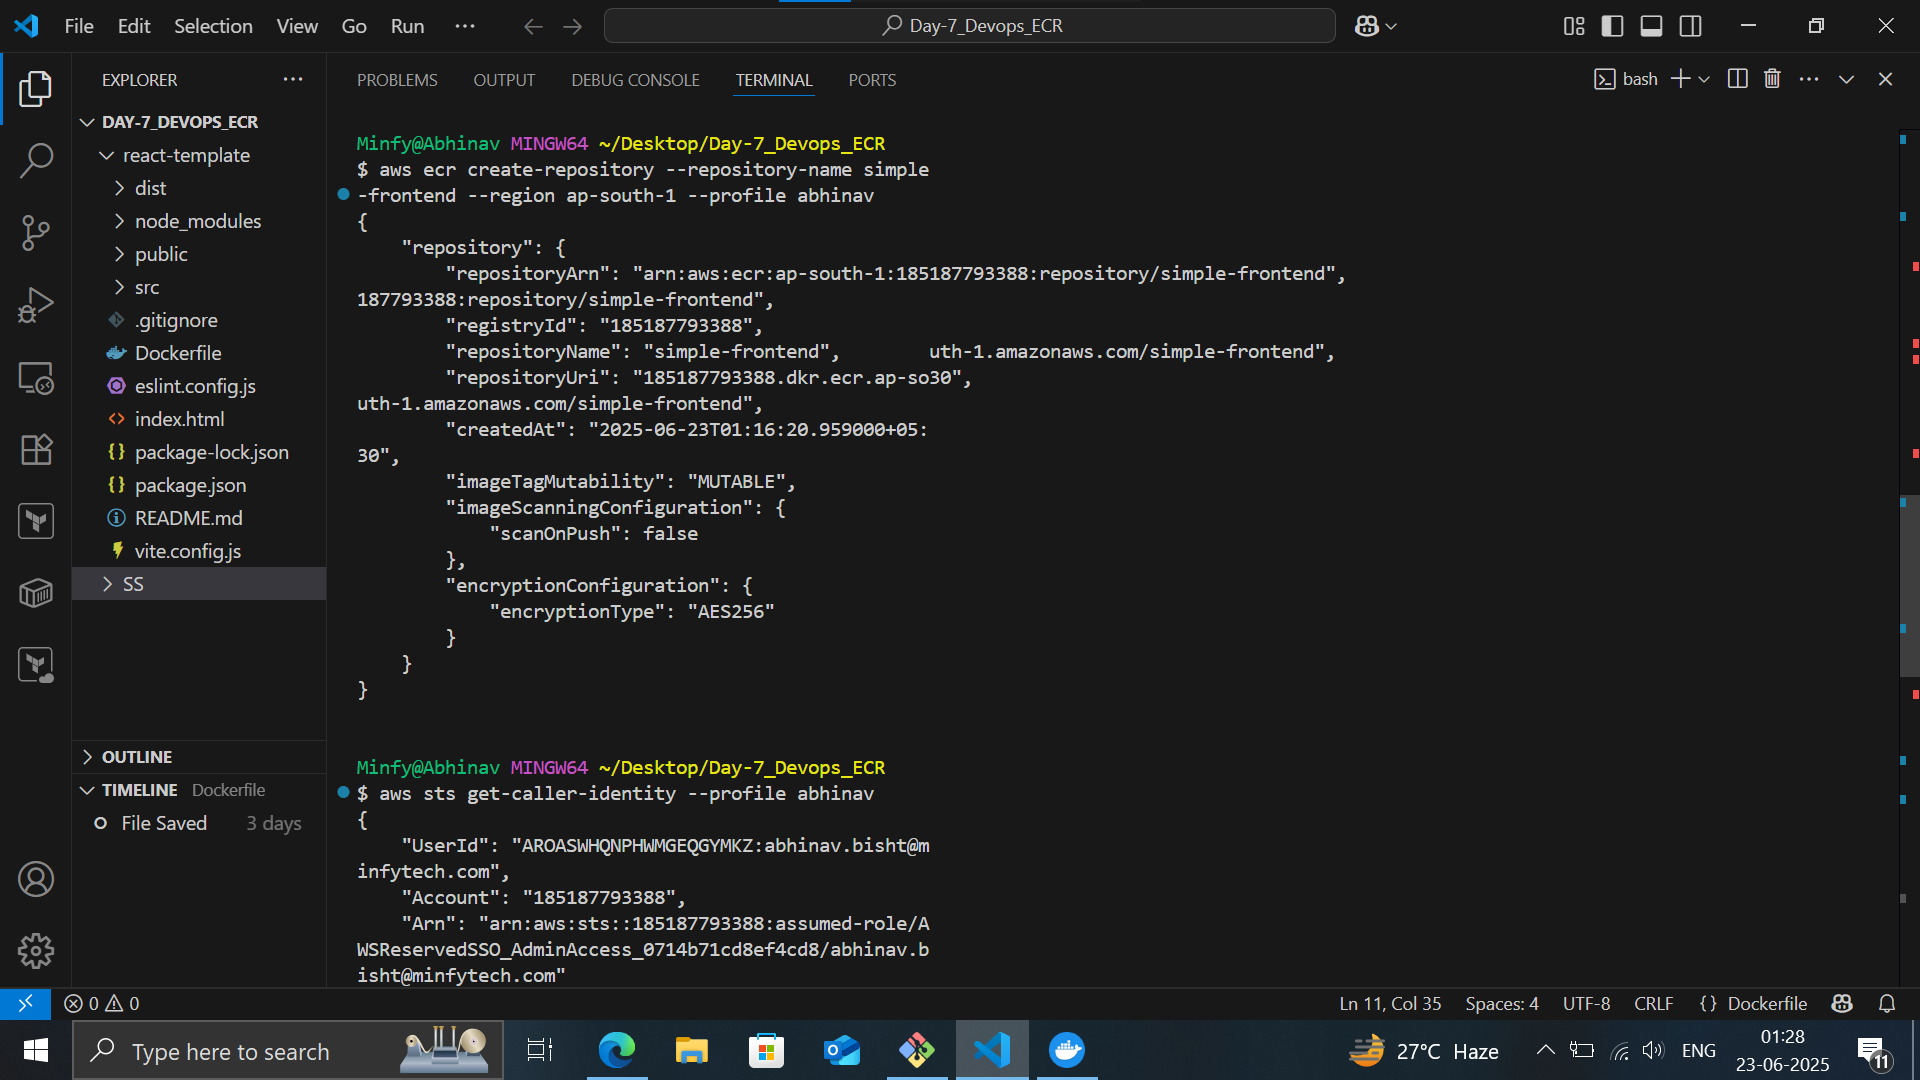 File Edit Selection View Go Run ···
Day-7_Devops_ECR
EXPLORER ···
DAY-7_DEVOPS_ECR
react-template
dist
node_modules
public
src
.gitignore
Dockerfile
eslint.config.js
index.html
package-lock.json
package.json
README.md
vite.config.js
SS
OUTLINE
TIMELINE Dockerfile
File Saved 3 days
PROBLEMS OUTPUT DEBUG CONSOLE TERMINAL PORTS
bash
Minfy@Abhinav MINGW64 ~/Desktop/Day-7_Devops_ECR
$ aws ecr create-repository --repository-name simple
-frontend --region ap-south-1 --profile abhinav
{
    "repository": {
        "repositoryArn": "arn:aws:ecr:ap-south-1:185187793388:repository/simple-frontend",
187793388:repository/simple-frontend",
        "registryId": "185187793388",
        "repositoryName": "simple-frontend",        uth-1.amazonaws.com/simple-frontend",
        "repositoryUri": "185187793388.dkr.ecr.ap-so30",
uth-1.amazonaws.com/simple-frontend",
        "createdAt": "2025-06-23T01:16:20.959000+05:
30",
        "imageTagMutability": "MUTABLE",
        "imageScanningConfiguration": {
            "scanOnPush": false
        },
        "encryptionConfiguration": {
            "encryptionType": "AES256"
        }
    }
}
Minfy@Abhinav MINGW64 ~/Desktop/Day-7_Devops_ECR
$ aws sts get-caller-identity --profile abhinav
{
    "UserId": "AROASWHQNPHWMGEQGYMKZ:abhinav.bisht@m
infytech.com",
    "Account": "185187793388",
    "Arn": "arn:aws:sts::185187793388:assumed-role/A
WSReservedSSO_AdminAccess_0714b71cd8ef4cd8/abhinav.b
isht@minfytech.com"
0 0
Ln 11, Col 35 Spaces: 4 UTF-8 CRLF {} Dockerfile
Type here to search
27°C Haze
ENG
01:28
23-06-2025
11